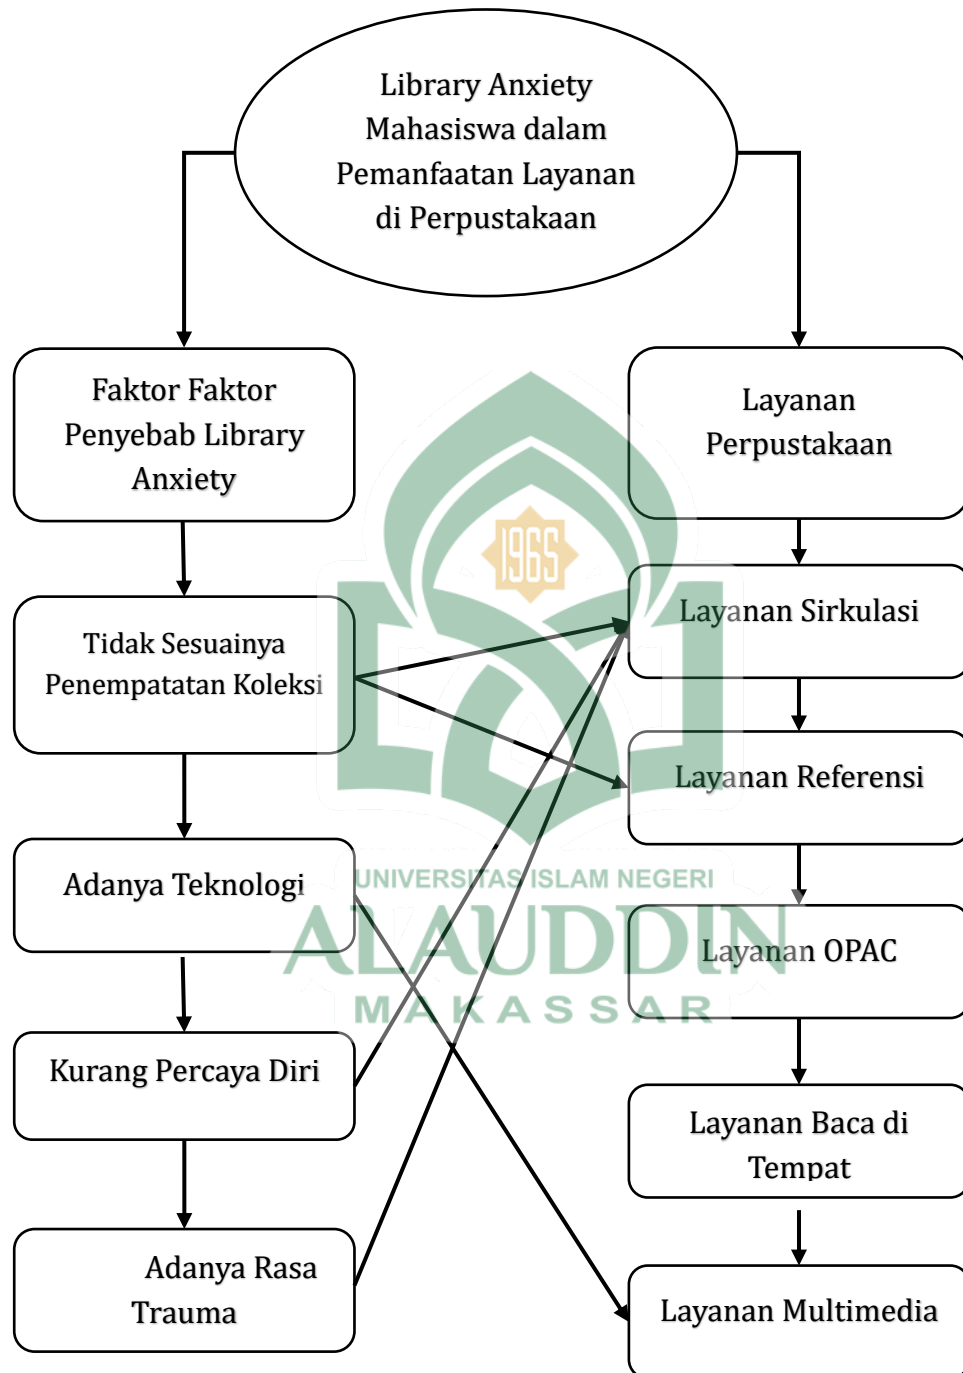 Library Anxiety
Mahasiswa dalam
Pemanfaatan Layanan
di Perpustakaan
Faktor Faktor
Penyebab Library
Anxiety
Tidak Sesuainya
Penempatatan Koleksi
Adanya Teknologi
Kurang Percaya Diri
Adanya Rasa
Trauma
Layanan
Perpustakaan
Layanan Sirkulasi
Layanan Referensi
Layanan OPAC
Layanan Baca di
Tempat
Layanan Multimedia
1965
UNIVERSITAS ISLAM NEGERI
ALAUDDIN
MAKASSAR